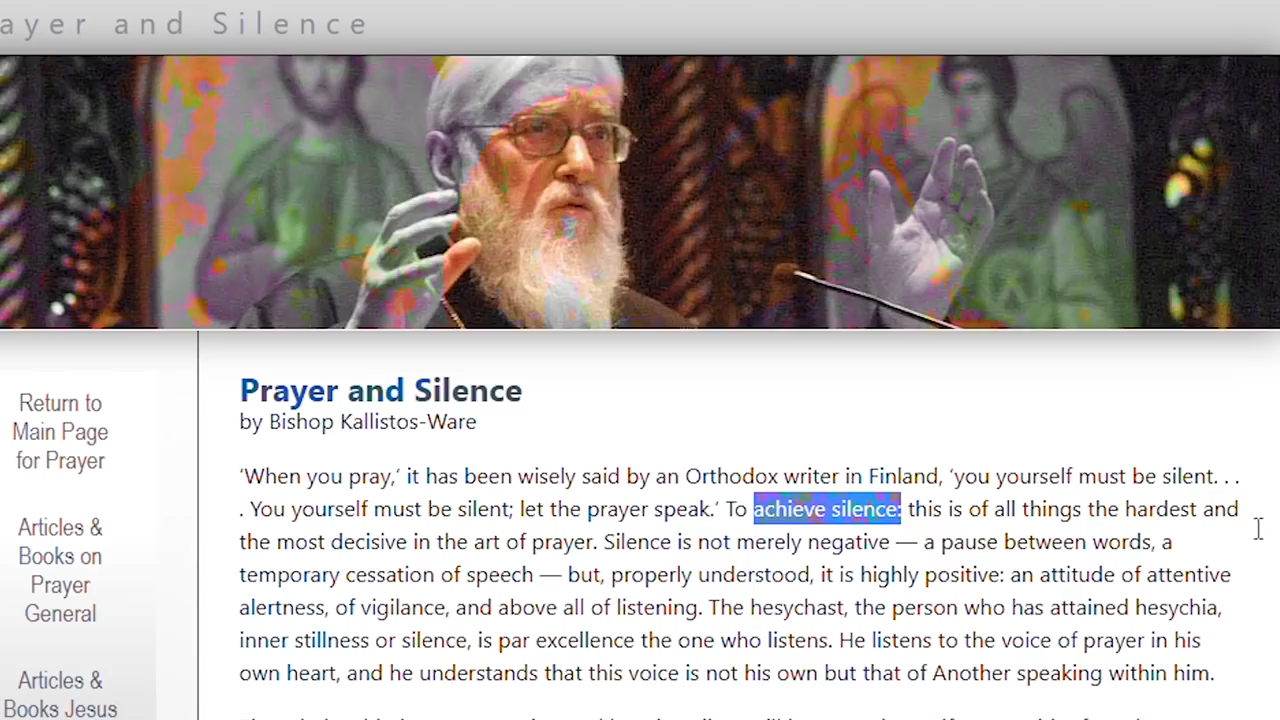 ayer and Silence
Return to
Main Page
for Prayer
Articles &
Books on
Prayer
General
Articles &
Books Jesus
Prayer and Silence
by Bishop Kallistos-Ware
‘When you pray,’ it has been wisely said by an Orthodox writer in Finland, ‘you yourself must be silent. . .
. You yourself must be silent; let the prayer speak.’ To achieve silence: this is of all things the hardest and
the most decisive in the art of prayer. Silence is not merely negative — a pause between words, a
temporary cessation of speech — but, properly understood, it is highly positive: an attitude of attentive
alertness, of vigilance, and above all of listening. The hesychast, the person who has attained hesychia,
inner stillness or silence, is par excellence the one who listens. He listens to the voice of prayer in his
own heart, and he understands that this voice is not his own but that of Another speaking within him.